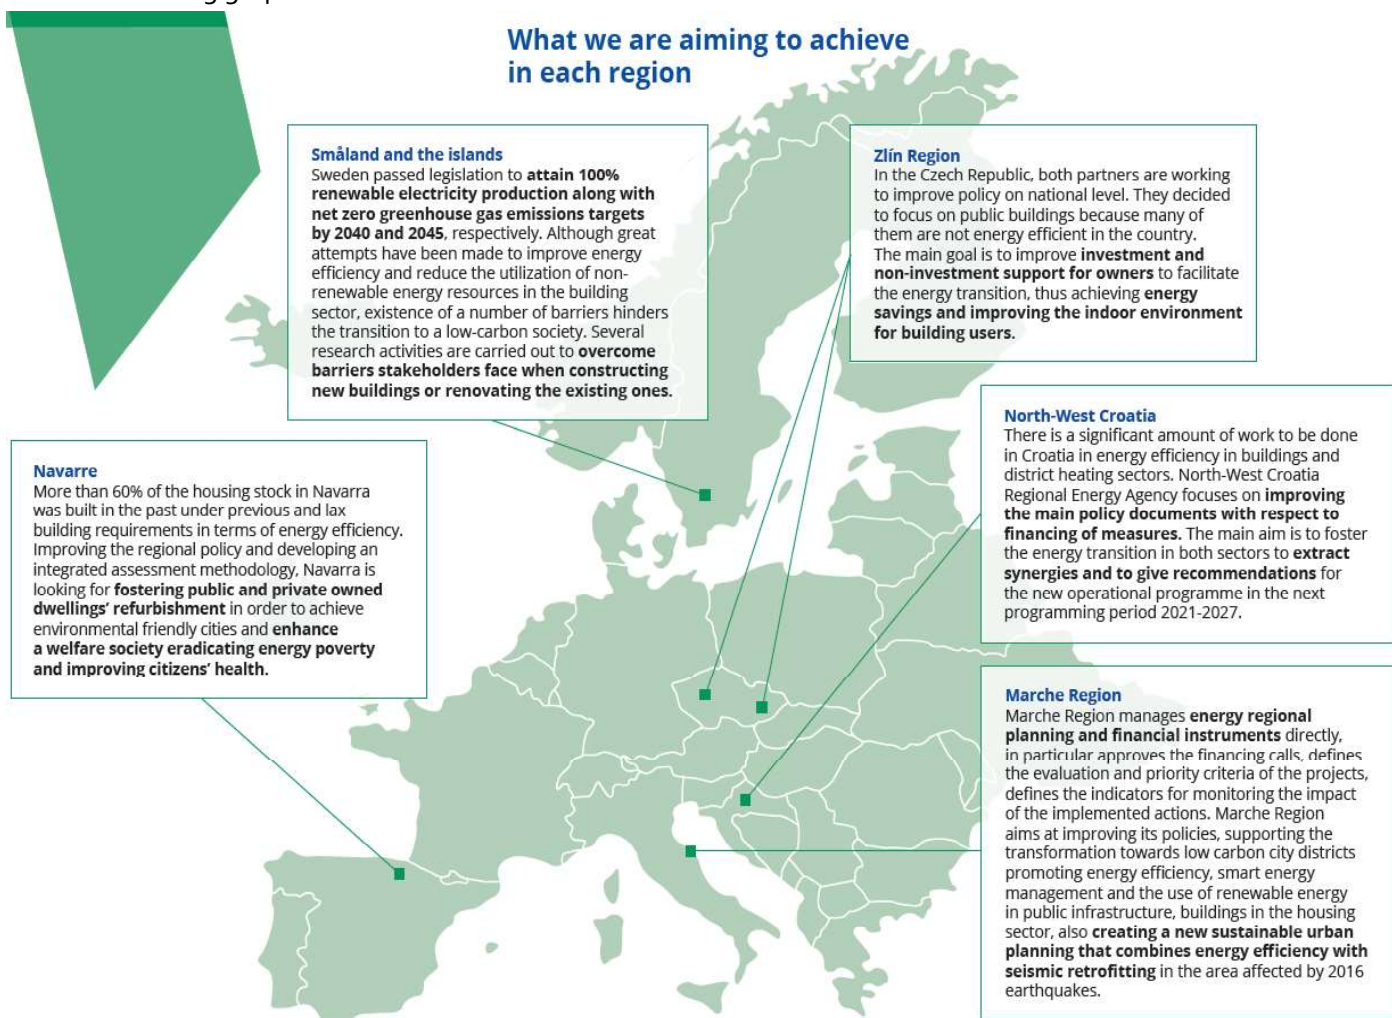 What we are aiming to achieve
in each region
Småland and the islands
Sweden passed legislation to attain 100%
renewable electricity production along with
net zero greenhouse gas emissions targets
by 2040 and 2045, respectively. Although great
attempts have been made to improve energy
efficiency and reduce the utilization of non-
renewable energy resources in the building
sector, existence of a number of barriers hinders
the transition to a low-carbon society. Several
research activities are carried out to overcome
barriers stakeholders face when constructing
new buildings or renovating the existing ones.
Zlín Region
In the Czech Republic, both partners are working
to improve policy on national level. They decided
to focus on public buildings because many of
them are not energy efficient in the country.
The main goal is to improve investment and
non-investment support for owners to facilitate
the energy transition, thus achieving energy
savings and improving the indoor environment
for building users.
North-West Croatia
There is a significant amount of work to be done
in Croatia in energy efficiency in buildings and
district heating sectors. North-West Croatia
Regional Energy Agency focuses on improving
the main policy documents with respect to
financing of measures. The main aim is to foster
the energy transition in both sectors to extract
synergies and to give recommendations for
the new operational programme in the next
programming period 2021-2027.
Navarre
More than 60% of the housing stock in Navarra
was built in the past under previous and lax
building requirements in terms of energy efficiency.
Improving the regional policy and developing an
integrated assessment methodology, Navarra is
looking for fostering public and private owned
dwellings' refurbishment in order to achieve
environmental friendly cities and enhance
a welfare society eradicating energy poverty
and improving citizens' health.
Marche Region
Marche Region manages energy regional
planning and financial instruments directly,
in particular approves the financing calls, defines
the evaluation and priority criteria of the projects,
defines the indicators for monitoring the impact
of the implemented actions. Marche Region
aims at improving its policies, supporting the
transformation towards low carbon city districts
promoting energy efficiency, smart energy
management and the use of renewable energy
in public infrastructure, buildings in the housing
sector, also creating a new sustainable urban
planning that combines energy efficiency with
seismic retrofitting in the area affected by 2016
earthquakes.